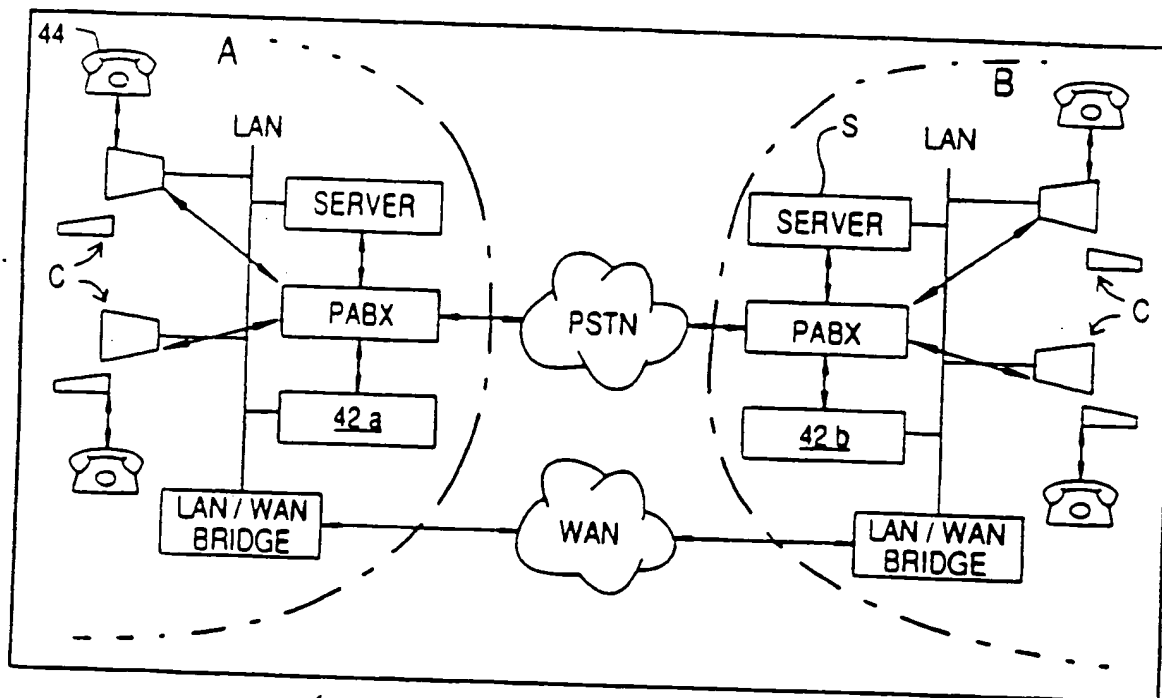 44
A
B
LAN
S
LAN
SERVER
SERVER
C
PABX
PSTN
PABX
C
42 a
42 b
LAN / WAN
BRIDGE
WAN
LAN / WAN
BRIDGE